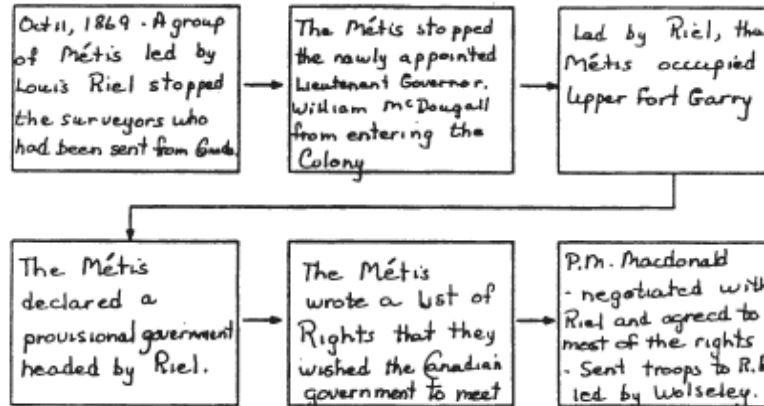 Oct 11, 1869 - A group
of Métis led by
Louis Riel stopped
the surveyors who
had been sent from
The Métis stopped
the newly appointed
Lieutenant Governor,
William McDougall
from entering the
Colony
Led by Riel, the
Métis occcupied
Upper Fort Garry
The Métis
declared a
provisional government
headed by Riel.
The Métis
wrote a List of
Rights that they
wished the Canadian
government to meet
P.M. Macdonald
- negotiated with
Riel and agreed to
most of the rights
- Sent troops to R.
led by Wolseley.